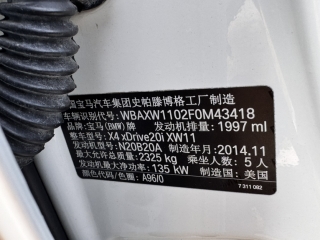 国宝马汽车集团史帕滕博格工厂制造
车辆识别代号: WBAXW1102F0M43418
品牌: 宝马(BMW)牌 发动机排量: 1997 ml
型号: X4 xDrive20i XW11
发动机型号: N20B20A 制造年月: 2014.11
最大允许总质量: 2325 kg 乘坐人数: 5 人
发动机最大净功率: 135 kW 制造国: 美国
颜色代码/色漆: A96/0
7 311 082